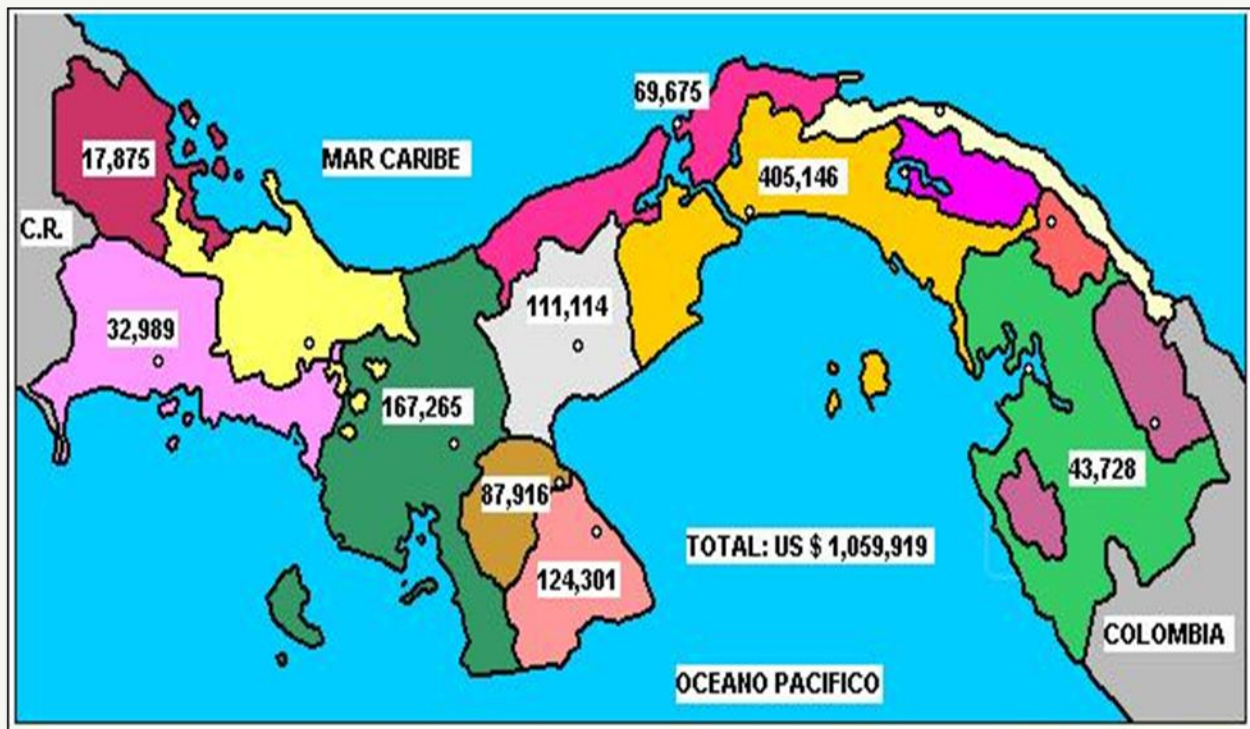 69,675
MAR CARIBE
17,875
405,146
C.R.
111,114
32,989
167,265
43,728
87,916
TOTAL: US $ 1,059,919
124,301
COLOMBIA
OCEANO PACIFICO